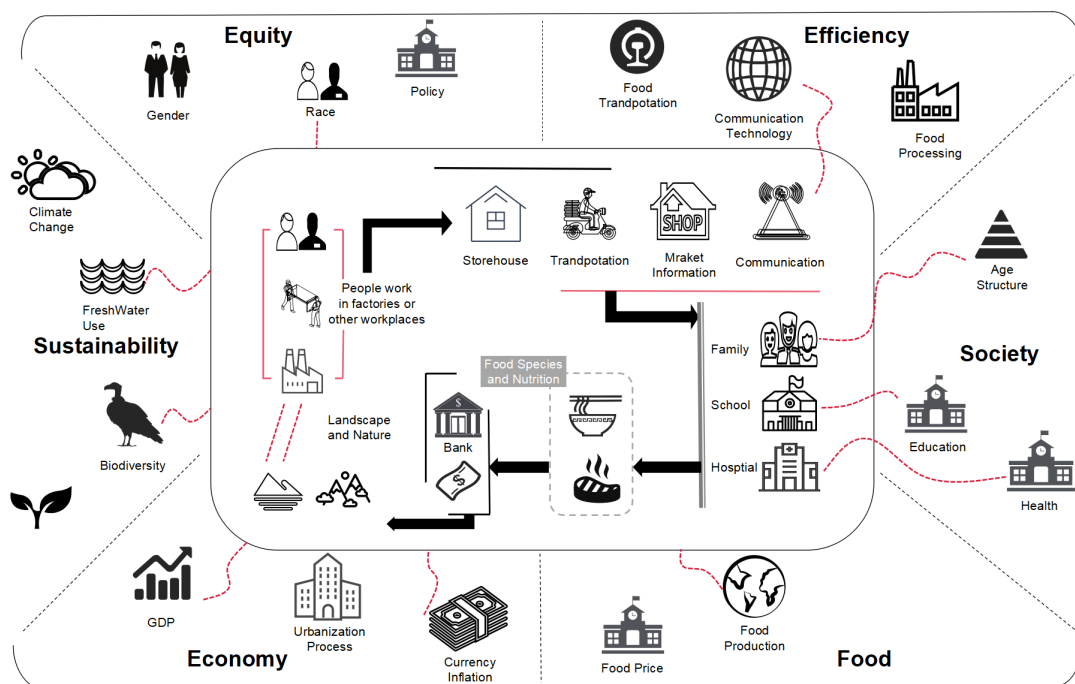 Equity
Efficiency
Gender
Race
Policy
Food
Trandpotation
Communication
Technology
Food
Processing
Climate
Change
FreshWater
Use
Sustainability
Biodiversity
People work
in factories or
other workplaces
Storehouse
Trandpotation
SHOP
Mraket
Information
Communication
Age
Structure
Society
Family
School
Hosptial
Education
Health
Food Species
and Nutrition
Landscape
and Nature
$
Bank
$
GDP
Urbanization
Process
Currency
Inflation
Economy
Food Price
Food
Production
Food